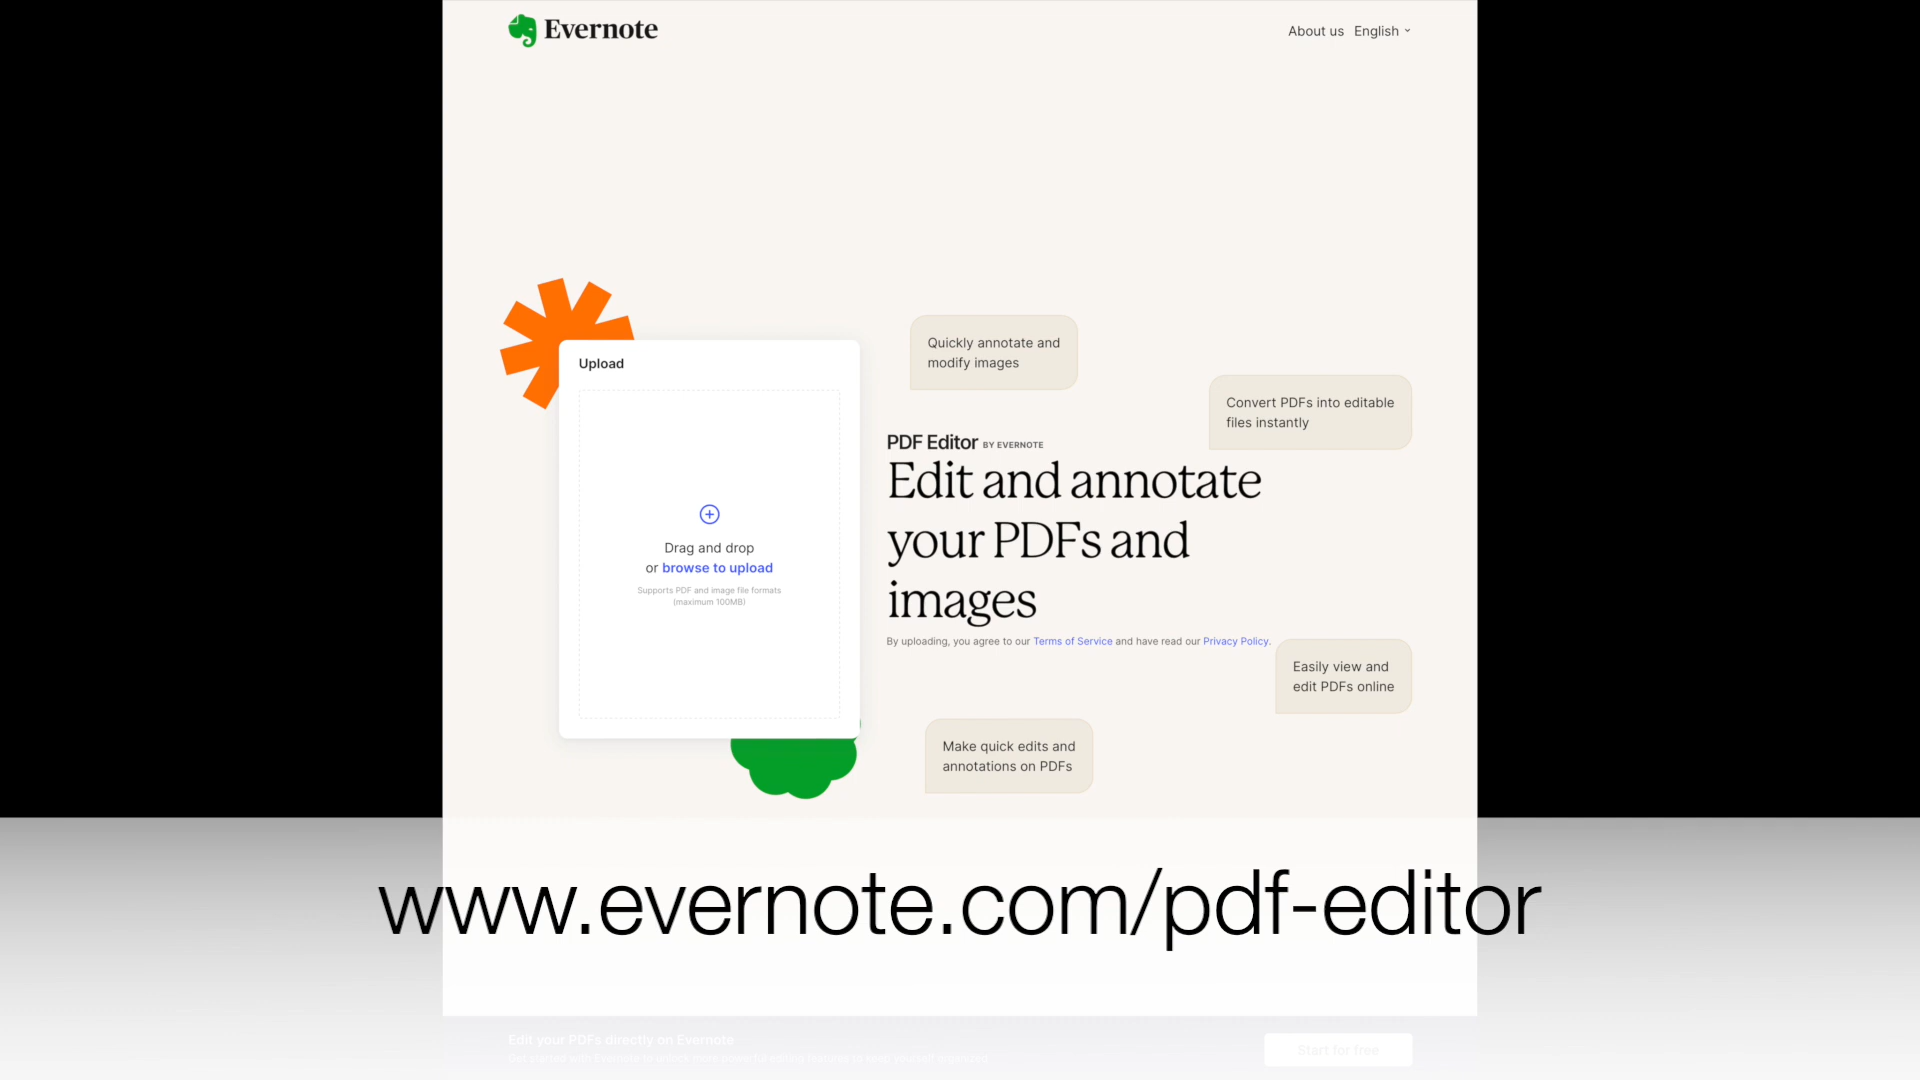 Evernote
About us
English
Upload
Drag and drop
or browse to upload
Supports PDF and image file formats
(maximum 100MB)
Quickly annotate and
modify images
Convert PDFs into editable
files instantly
PDF Editor BY EVERNOTE
Edit and annotate
your PDFs and
images
By uploading, you agree to our Terms of Service and have read our Privacy Policy.
Easily view and
edit PDFs online
Make quick edits and
annotations on PDFs
www.evernote.com/pdf-editor
Edit your PDFs directly on Evernote
Start for free